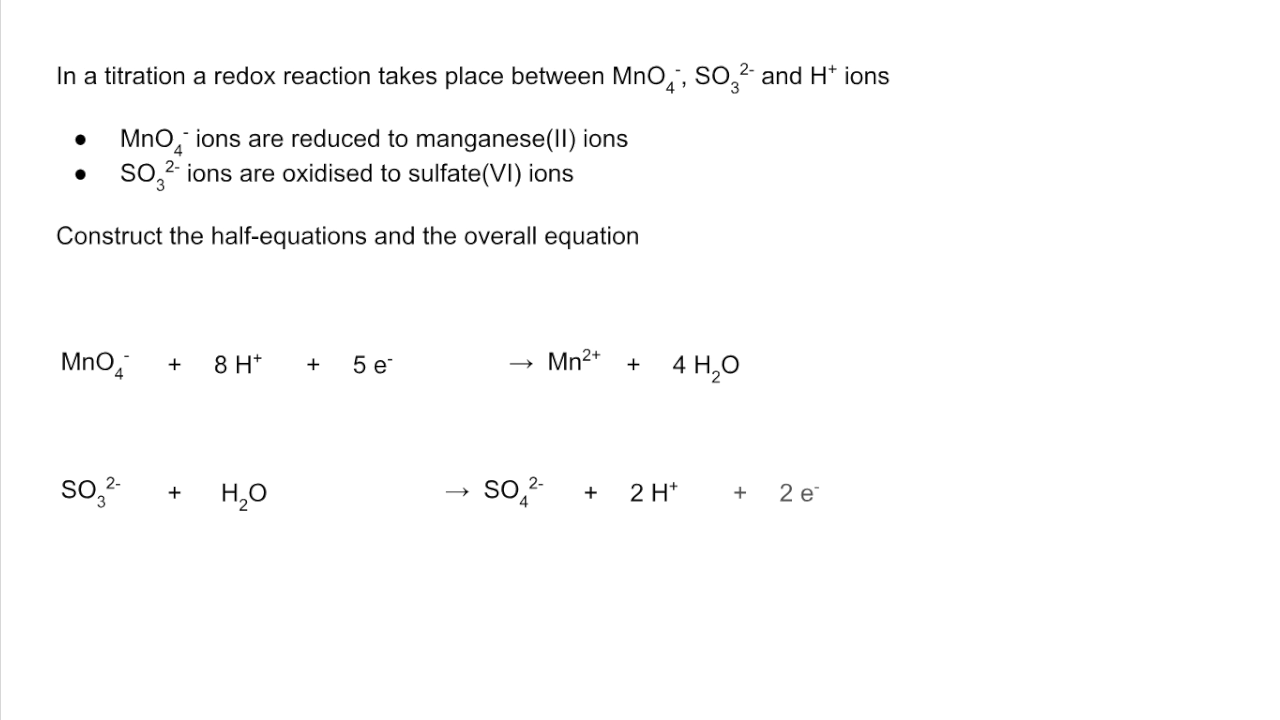 In a titration a redox reaction takes place between MnO₄⁻, SO₃²⁻ and H⁺ ions
● MnO₄⁻ ions are reduced to manganese(II) ions
● SO₃²⁻ ions are oxidised to sulfate(VI) ions
Construct the half-equations and the overall equation
MnO₄⁻ + 8 H⁺ + 5 e⁻ → Mn²⁺ + 4 H₂O
SO₃²⁻ + H₂O → SO₄²⁻ + 2 H⁺ + 2 e⁻